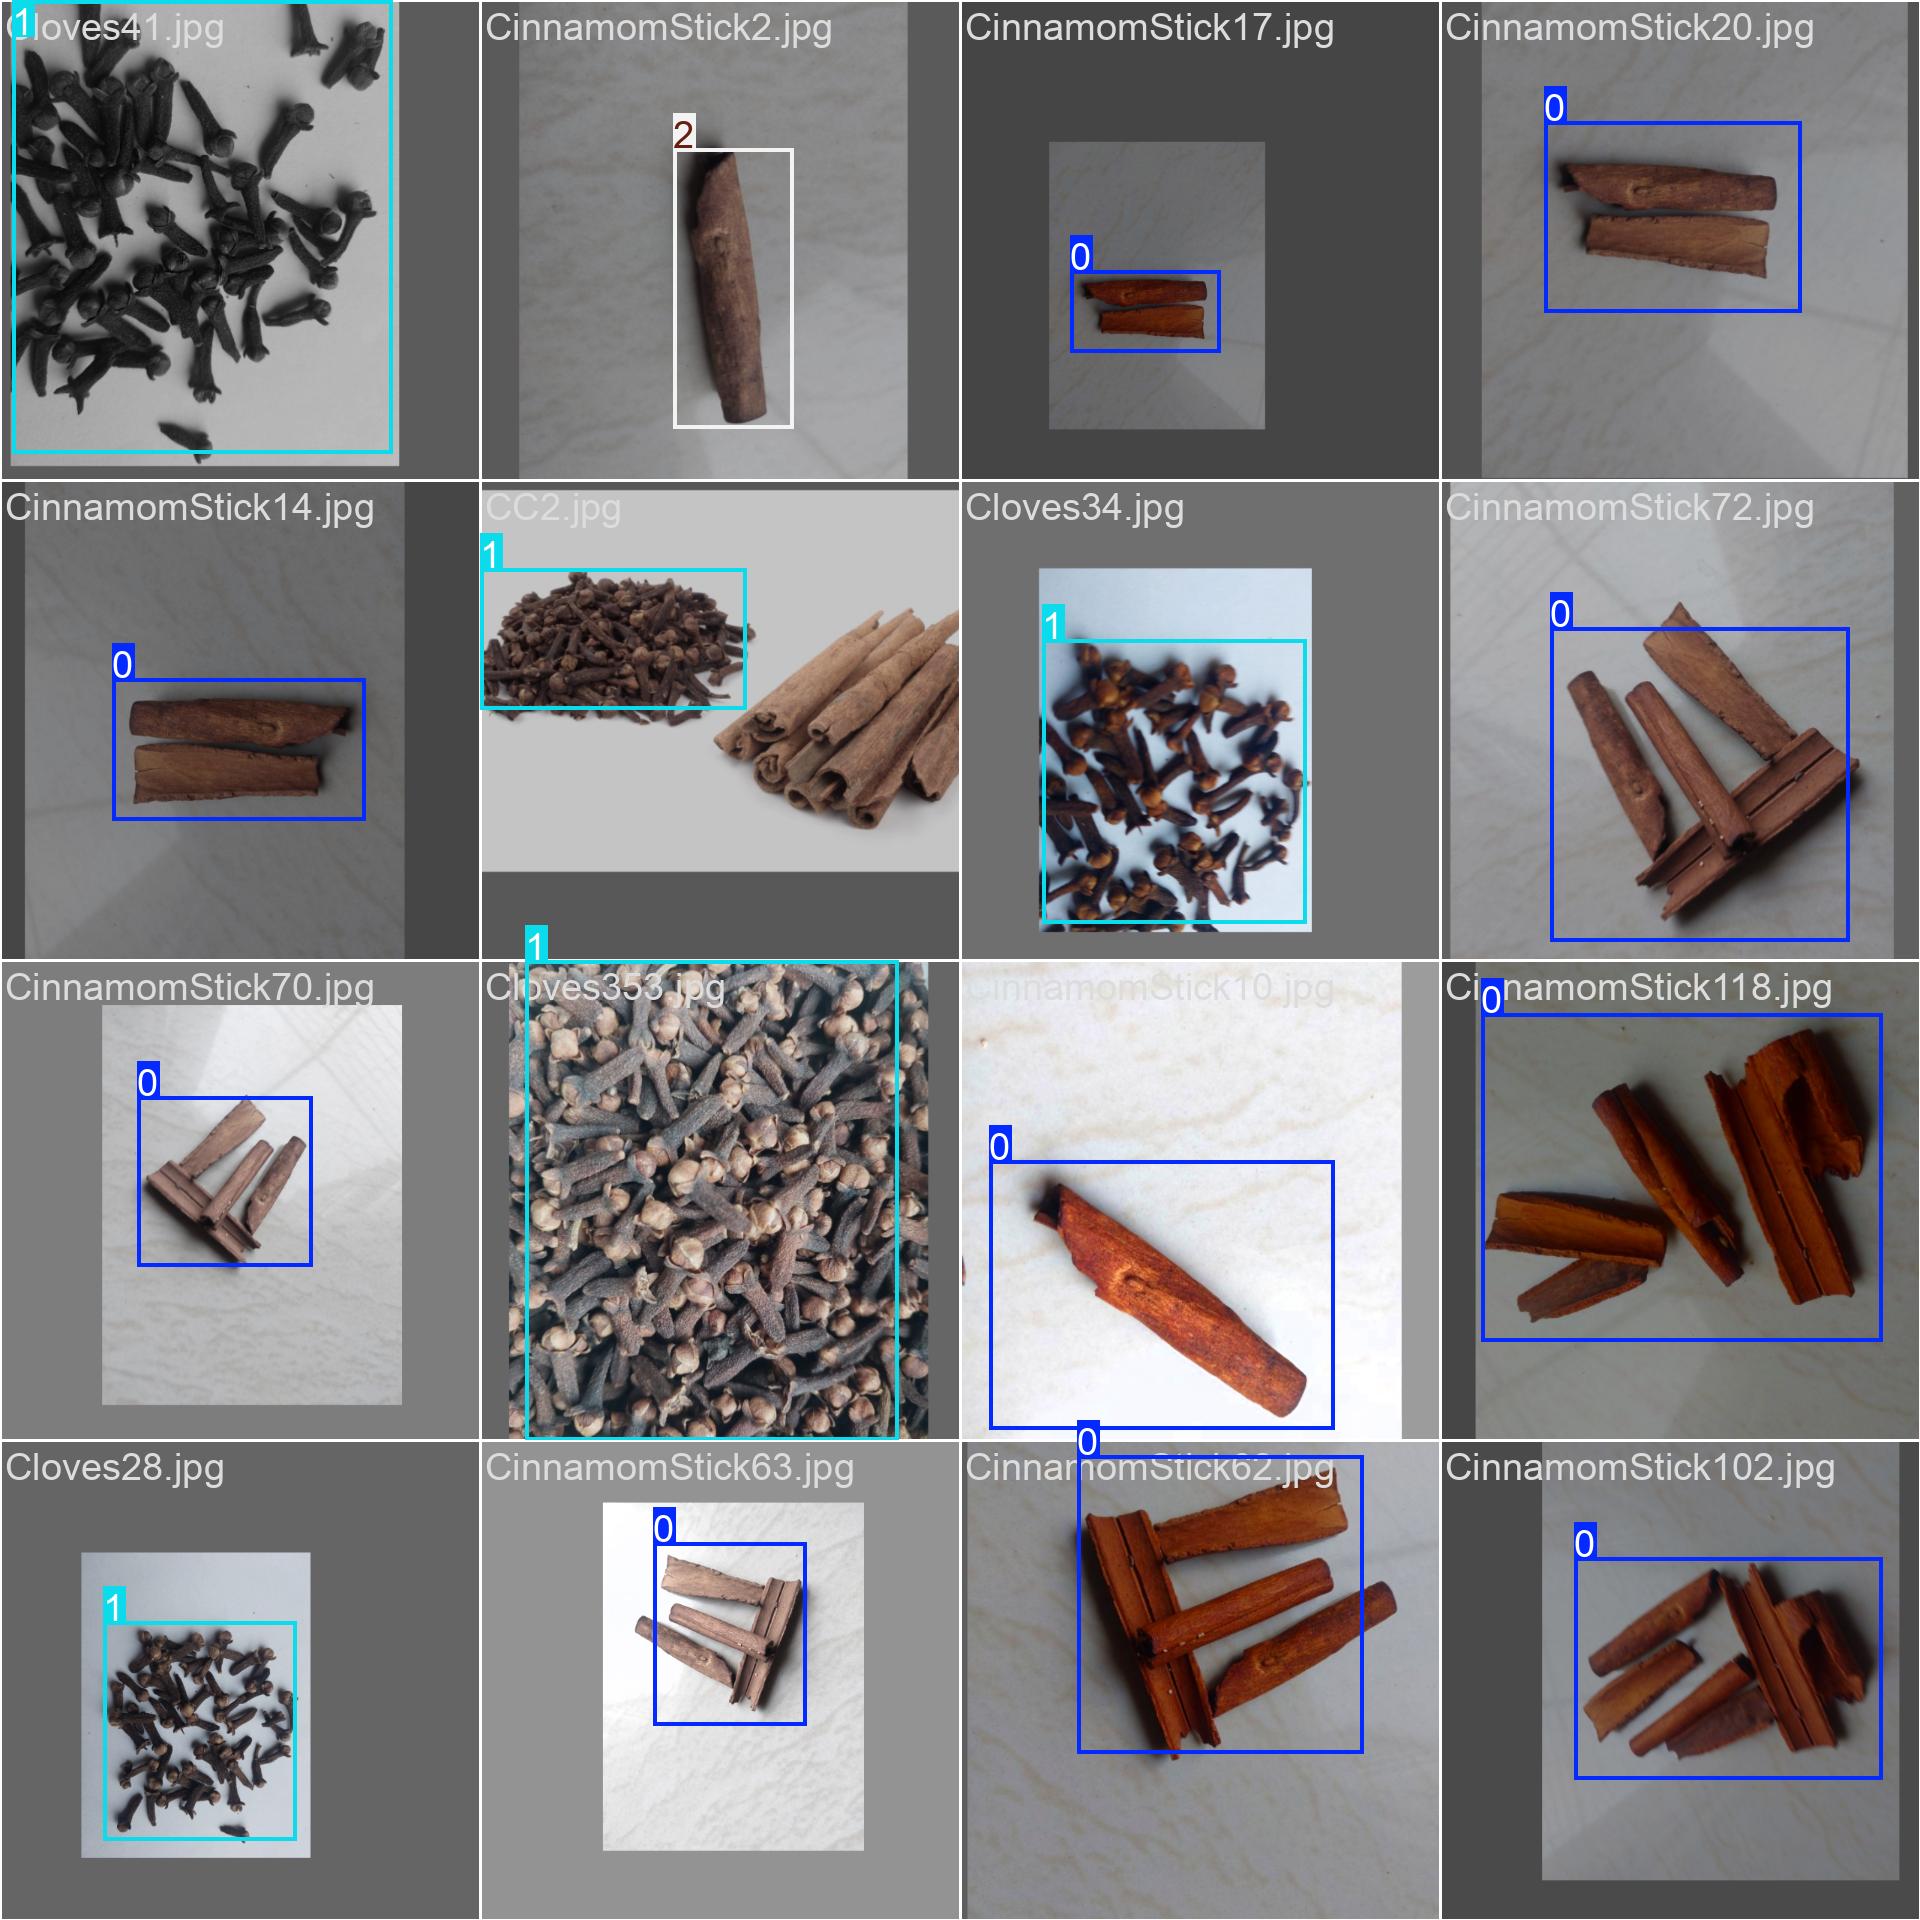 1
Cloves41.jpg
CinnamomStick2.jpg
2
CinnamomStick17.jpg
0
CinnamomStick20.jpg
0
CinnamomStick14.jpg
0
CC2.jpg
1
Cloves34.jpg
1
CinnamomStick72.jpg
0
CinnamomStick70.jpg
0
1
Cloves353.jpg
CinnamomStick10.jpg
0
CinnamomStick118.jpg
0
Cloves28.jpg
1
CinnamomStick63.jpg
0
0
CinnamomStick62.jpg
CinnamomStick102.jpg
0